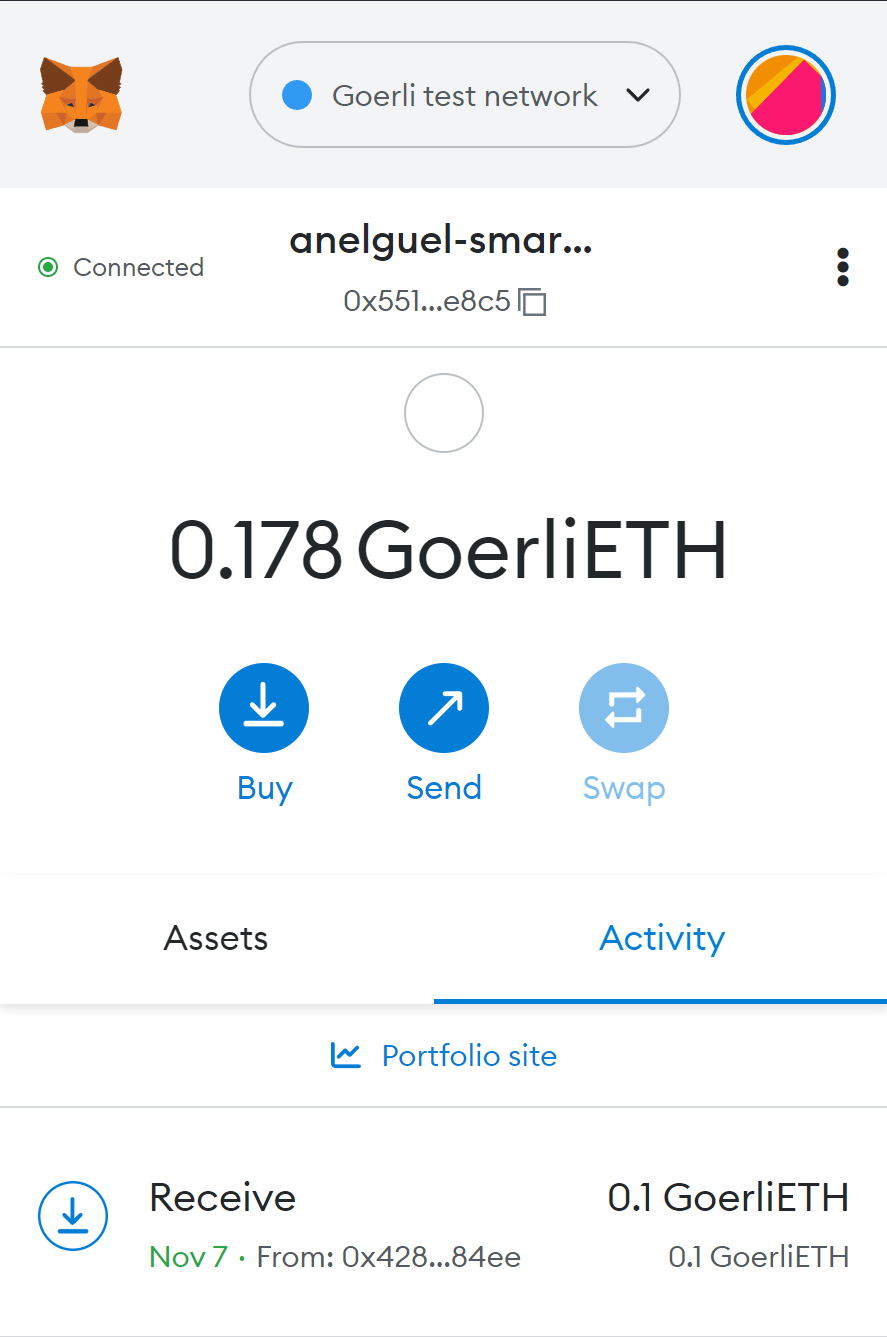 Goerli test network
Connected
anelguel-smar...
0x551...e8c5
0.178 GoerliETH
Buy
Send
Swap
Assets
Activity
Portfolio site
Receive
0.1 GoerliETH
Nov 7 · From: 0x428...84ee
0.1 GoerliETH